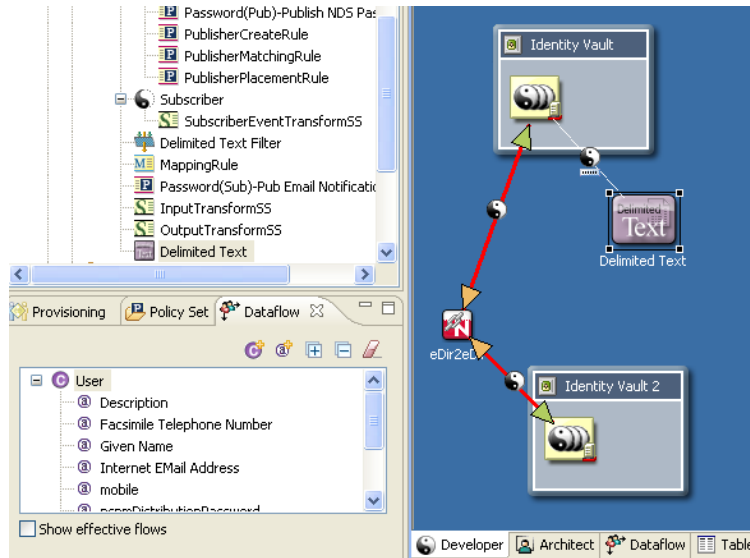 Password(Pub)-Publish NDS Pas
PublisherCreateRule
PublisherMatchingRule
PublisherPlacementRule
Subscriber
SubscriberEventTransformSS
Delimited Text Filter
MappingRule
Password(Sub)-Pub Email Notificatio
InputTransformSS
OutputTransformSS
Delimited Text
Provisioning
Policy Set
Dataflow
User
Description
Facsimile Telephone Number
Given Name
Internet EMail Address
mobile
nspmDistributionPassword
Show effective flows
Identity Vault
Delimited
Text
Delimited Text
eDir2eDi
Identity Vault 2
Developer
Architect
Dataflow
Table